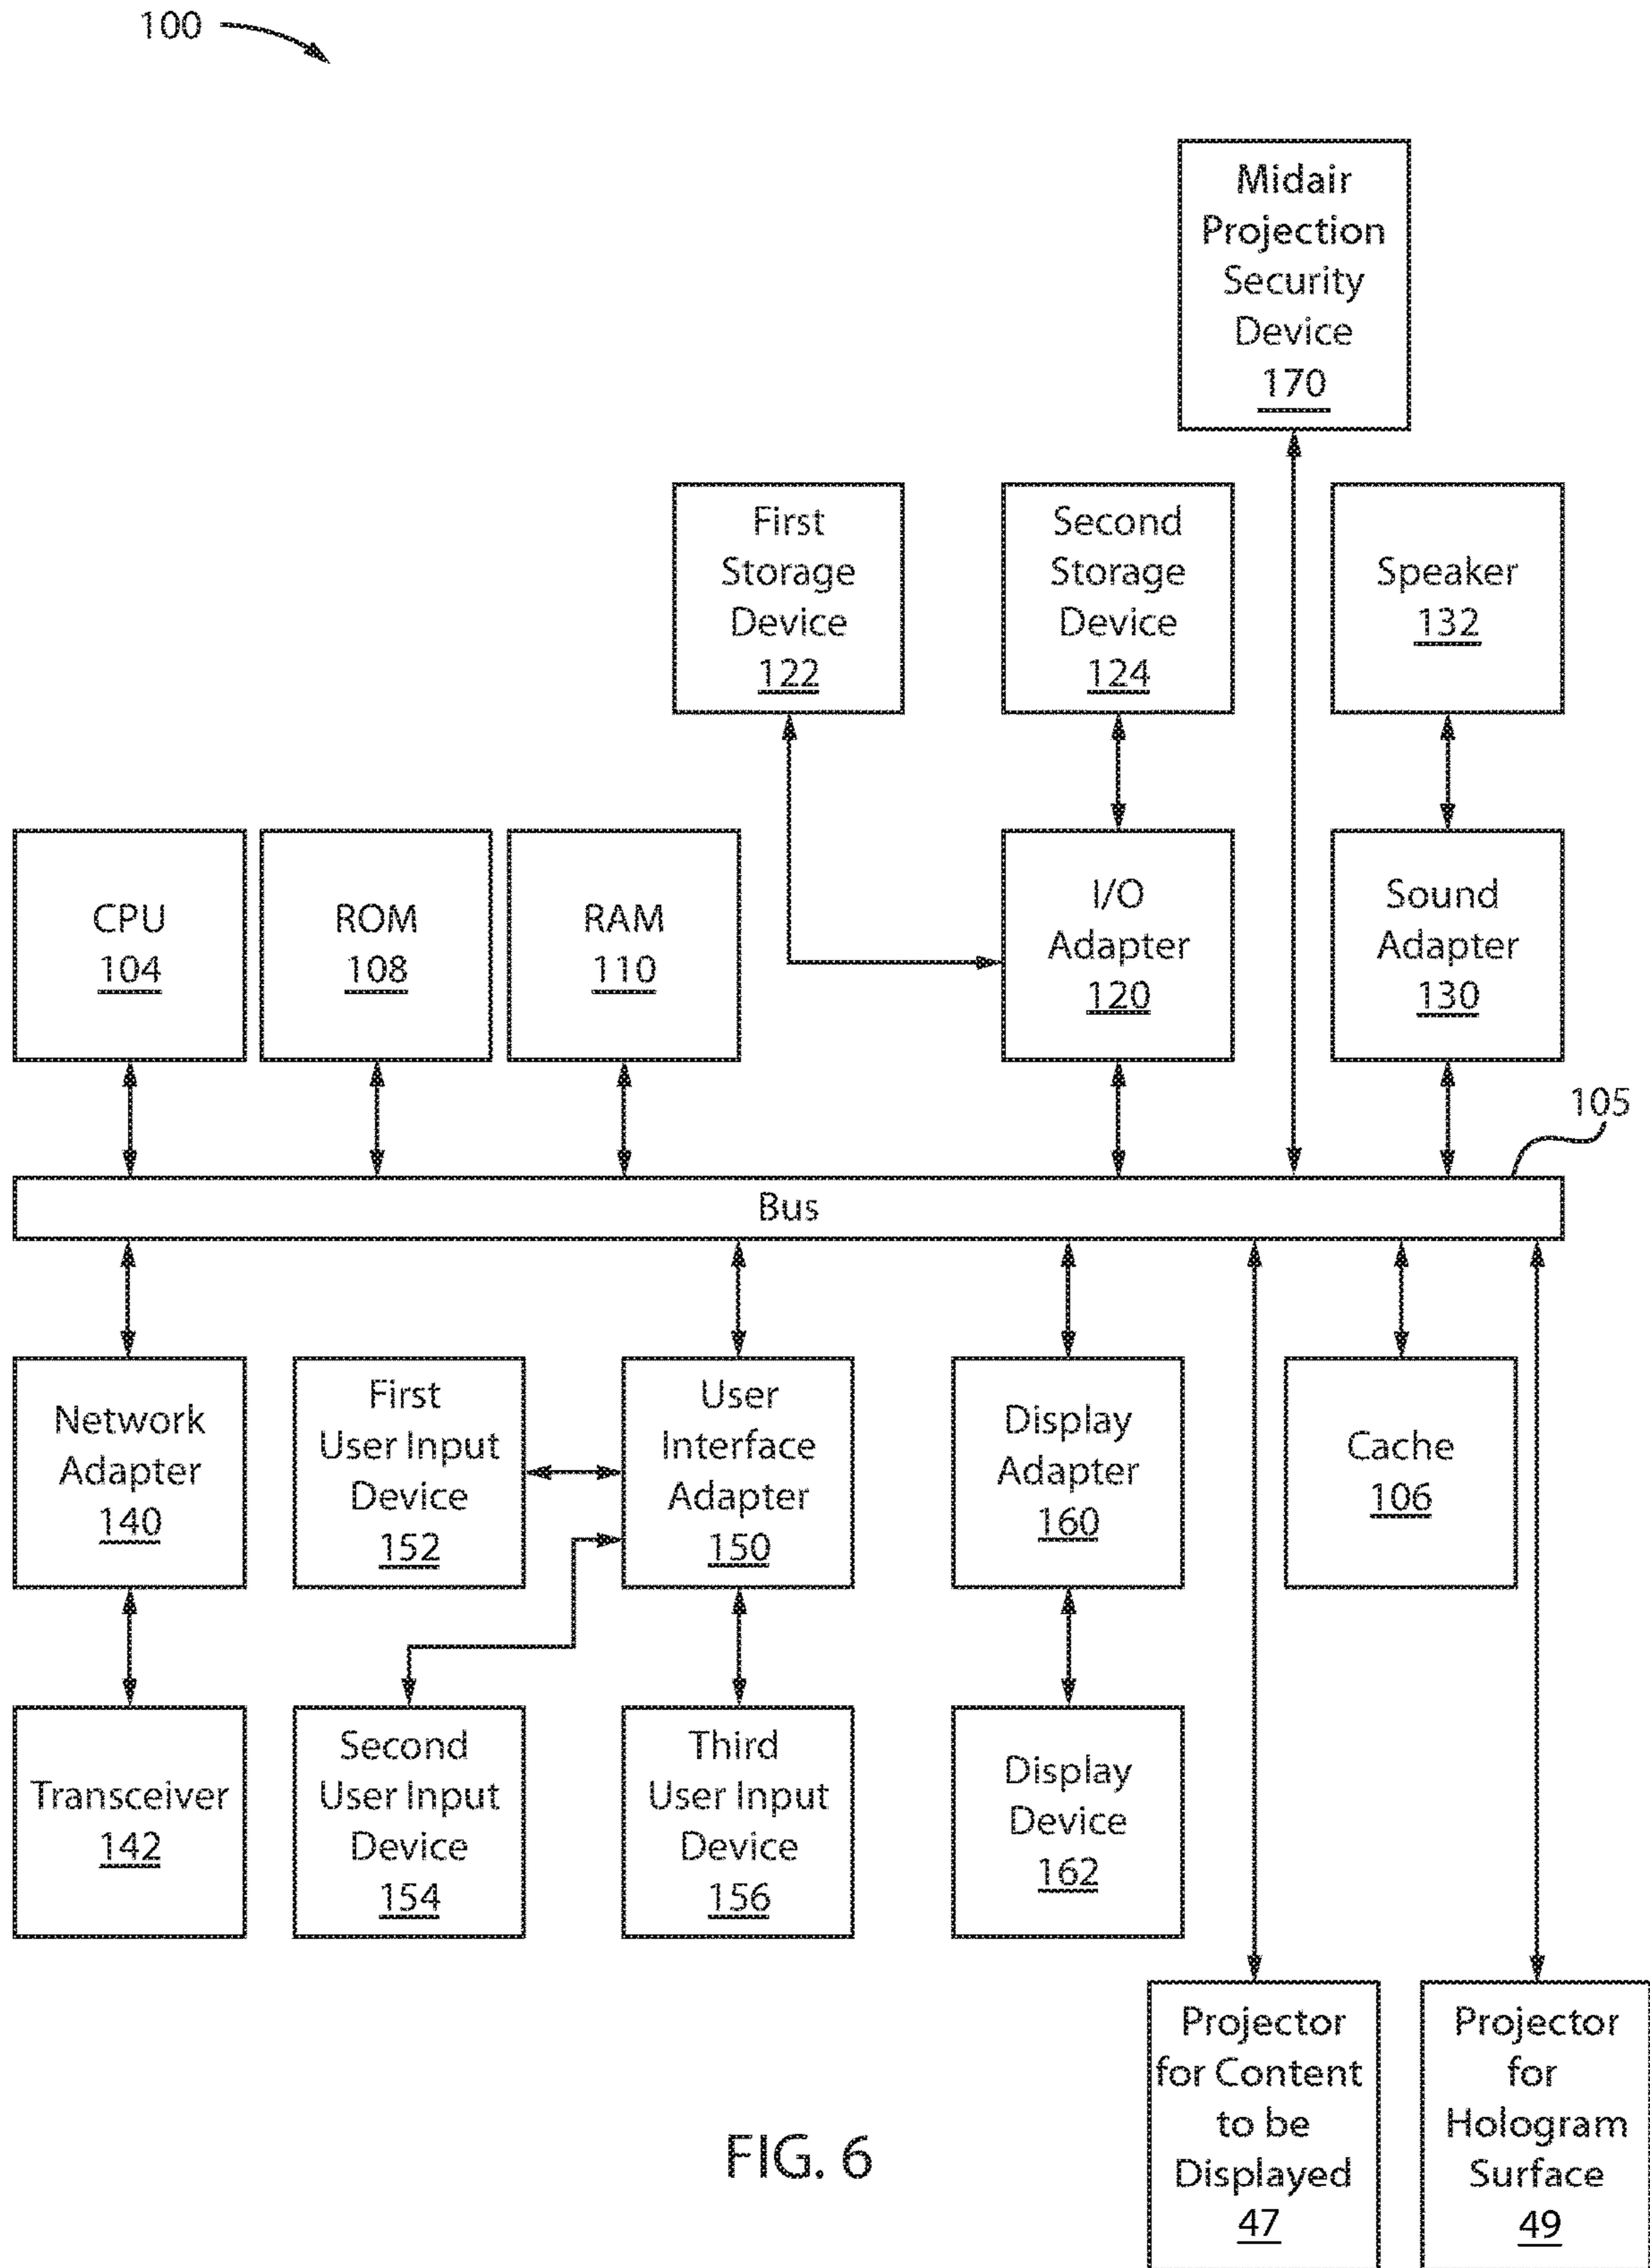 100
Midair
Projection
Security
Device
170
First
Storage
Device
122
Second
Storage
Device
124
Speaker
132
CPU
104
ROM
108
RAM
110
I/O
Adapter
120
Sound
Adapter
130
105
Bus
Network
Adapter
140
First
User Input
Device
152
User
Interface
Adapter
150
Display
Adapter
160
Cache
106
Transceiver
142
Second
User Input
Device
154
Third
User Input
Device
156
Display
Device
162
Projector
for Content
to be
Displayed
47
Projector
for
Hologram
Surface
49
FIG. 6